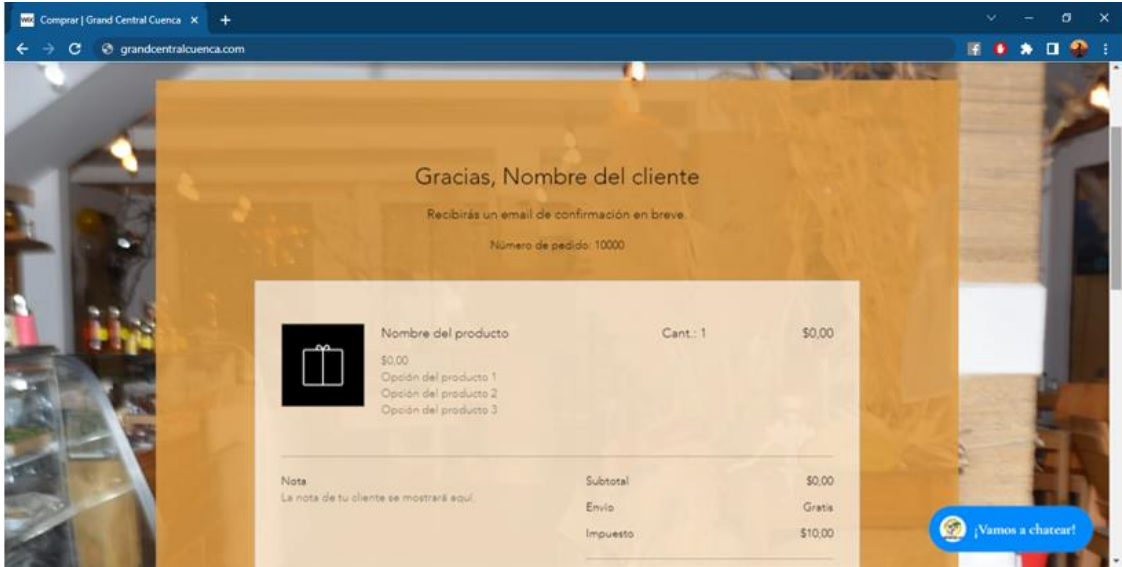 WIX Comprar | Grand Central Cuenca
grandcentralcuenca.com
Gracias, Nombre del cliente
Recibirás un email de confirmación en breve.
Número de pedido: 10000
Nombre del producto Cant.: 1 $0,00
$0,00
Opción del producto 1
Opción del producto 2
Opción del producto 3
Nota
La nota de tu cliente se mostrará aquí.
Subtotal $0,00
Envío Gratis
Impuesto $10,00
¡Vamos a chatear!